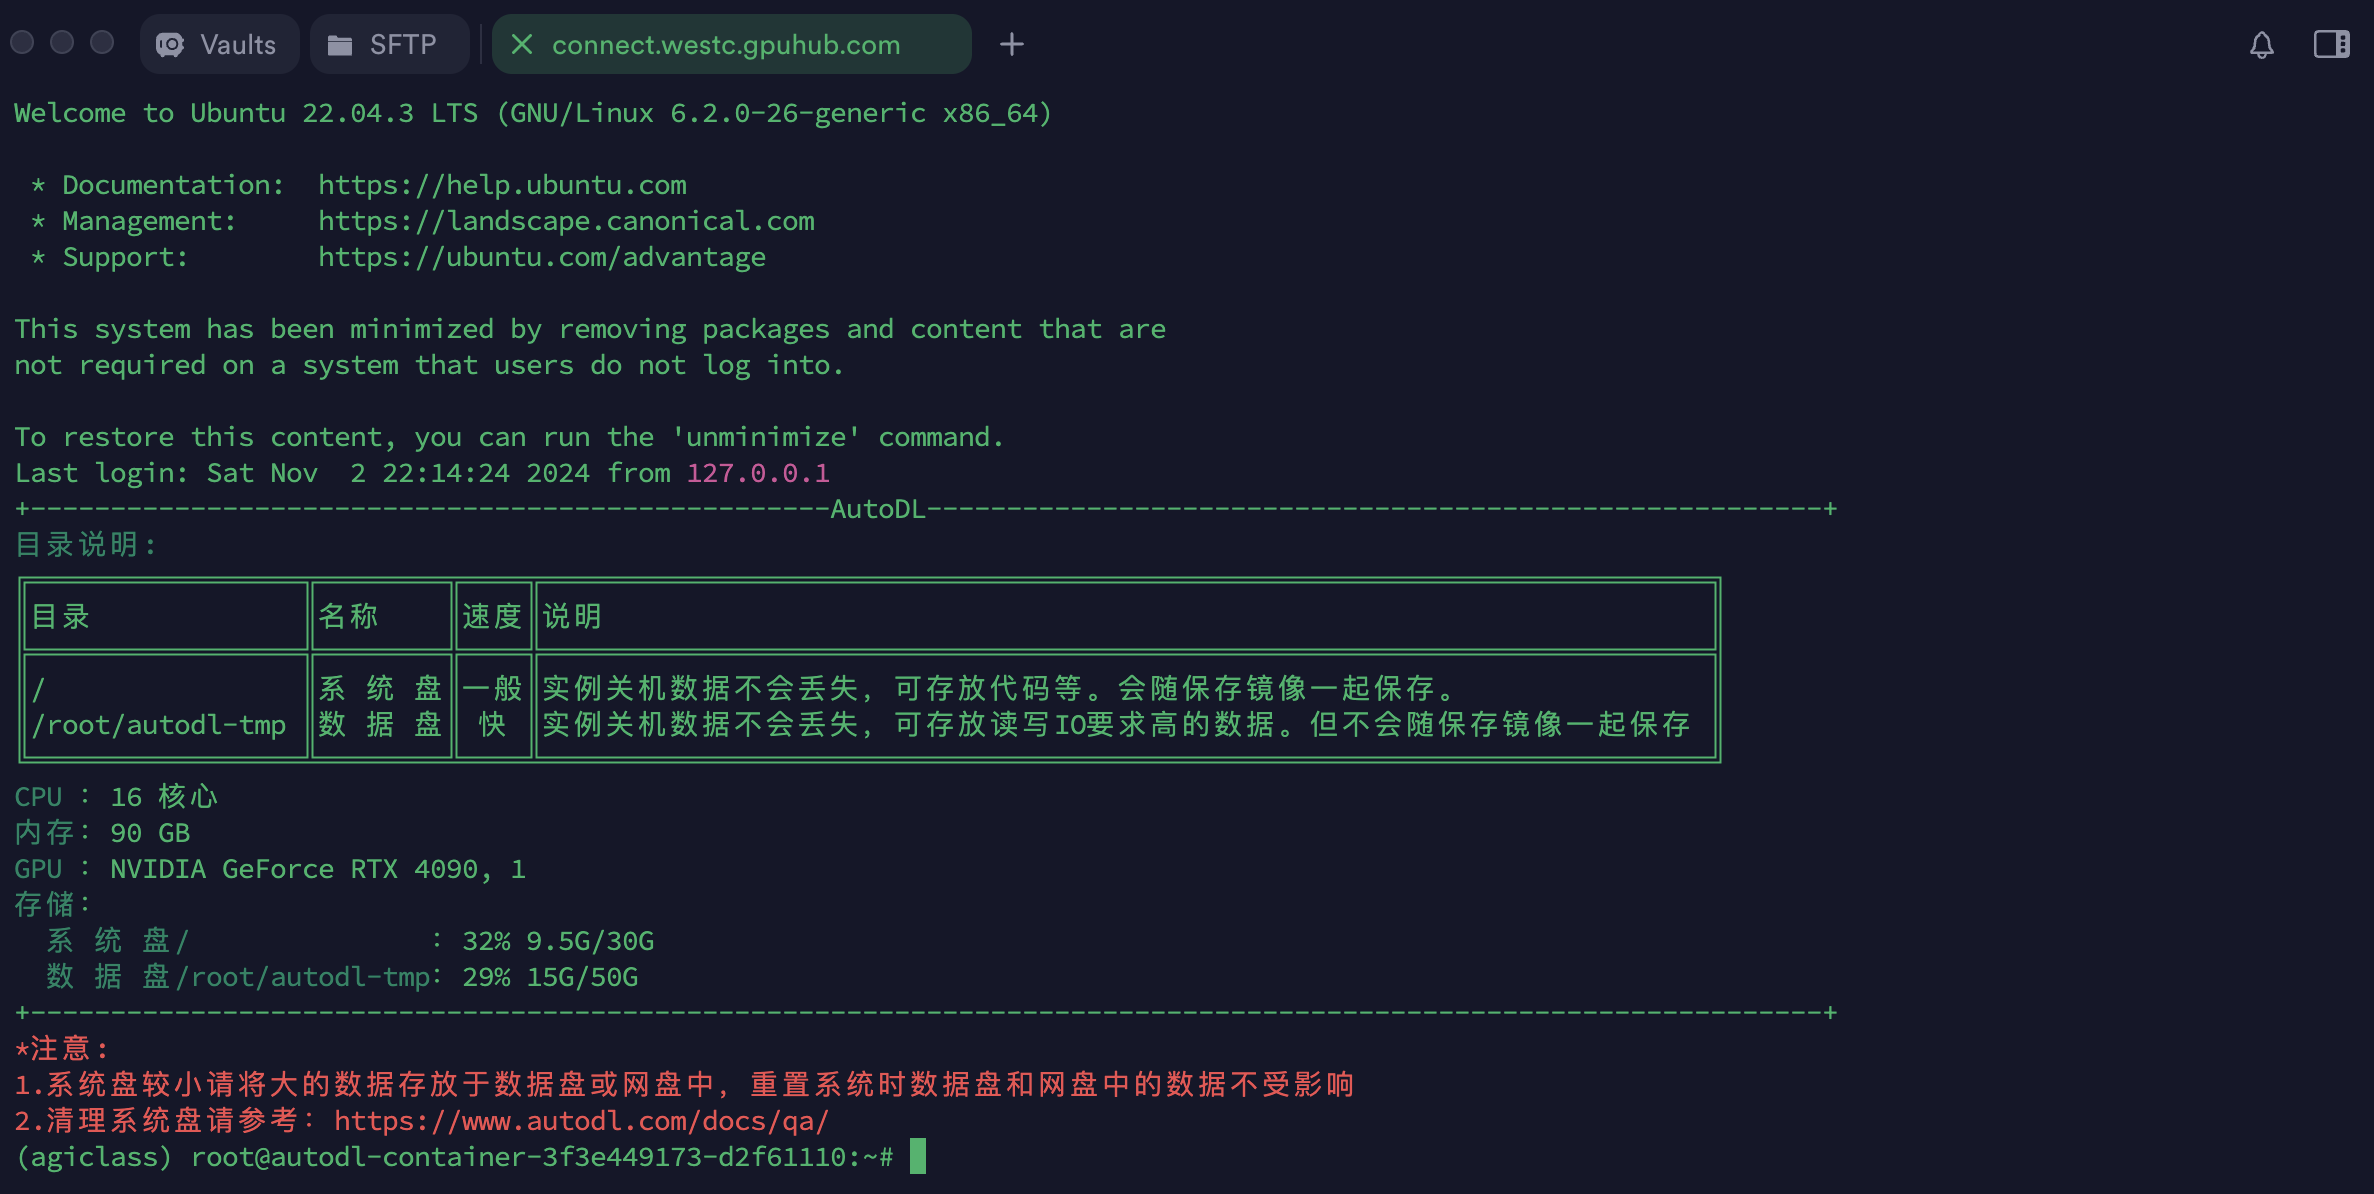 Vaults SFTP connect.westc.gpuhub.com
Welcome to Ubuntu 22.04.3 LTS (GNU/Linux 6.2.0-26-generic x86_64)
* Documentation:  https://help.ubuntu.com
* Management:     https://landscape.canonical.com
* Support:        https://ubuntu.com/advantage
This system has been minimized by removing packages and content that are
not required on a system that users do not log into.
To restore this content, you can run the 'unminimize' command.
Last login: Sat Nov  2 22:14:24 2024 from 127.0.0.1
+--------------------------------------------------AutoDL--------------------------------------------------------+
目录说明:
目录 名称 速度 说明
/ 系 统 盘 一般 实例关机数据不会丢失，可存放代码等。会随保存镜像一起保存。
/root/autodl-tmp 数 据 盘 快 实例关机数据不会丢失，可存放读写IO要求高的数据。但不会随保存镜像一起保存
CPU ：16 核心
内存：90 GB
GPU ：NVIDIA GeForce RTX 4090, 1
存储：
系 统 盘/               ：32% 9.5G/30G
数 据 盘/root/autodl-tmp：29% 15G/50G
+----------------------------------------------------------------------------------------------------------------+
*注意:
1.系统盘较小请将大的数据存放于数据盘或网盘中，重置系统时数据盘和网盘中的数据不受影响
2.清理系统盘请参考：https://www.autodl.com/docs/qa/
(agiclass) root@autodl-container-3f3e449173-d2f61110:~#